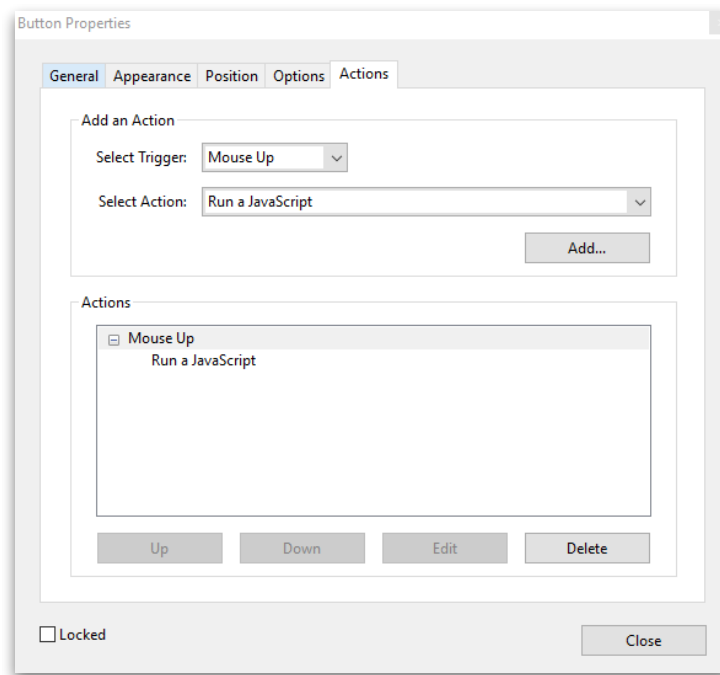 Button Properties
General Appearance Position Options Actions
Add an Action
Select Trigger: Mouse Up
Select Action: Run a JavaScript
Add...
Actions
Mouse Up
Run a JavaScript
Up Down Edit Delete
Locked
Close